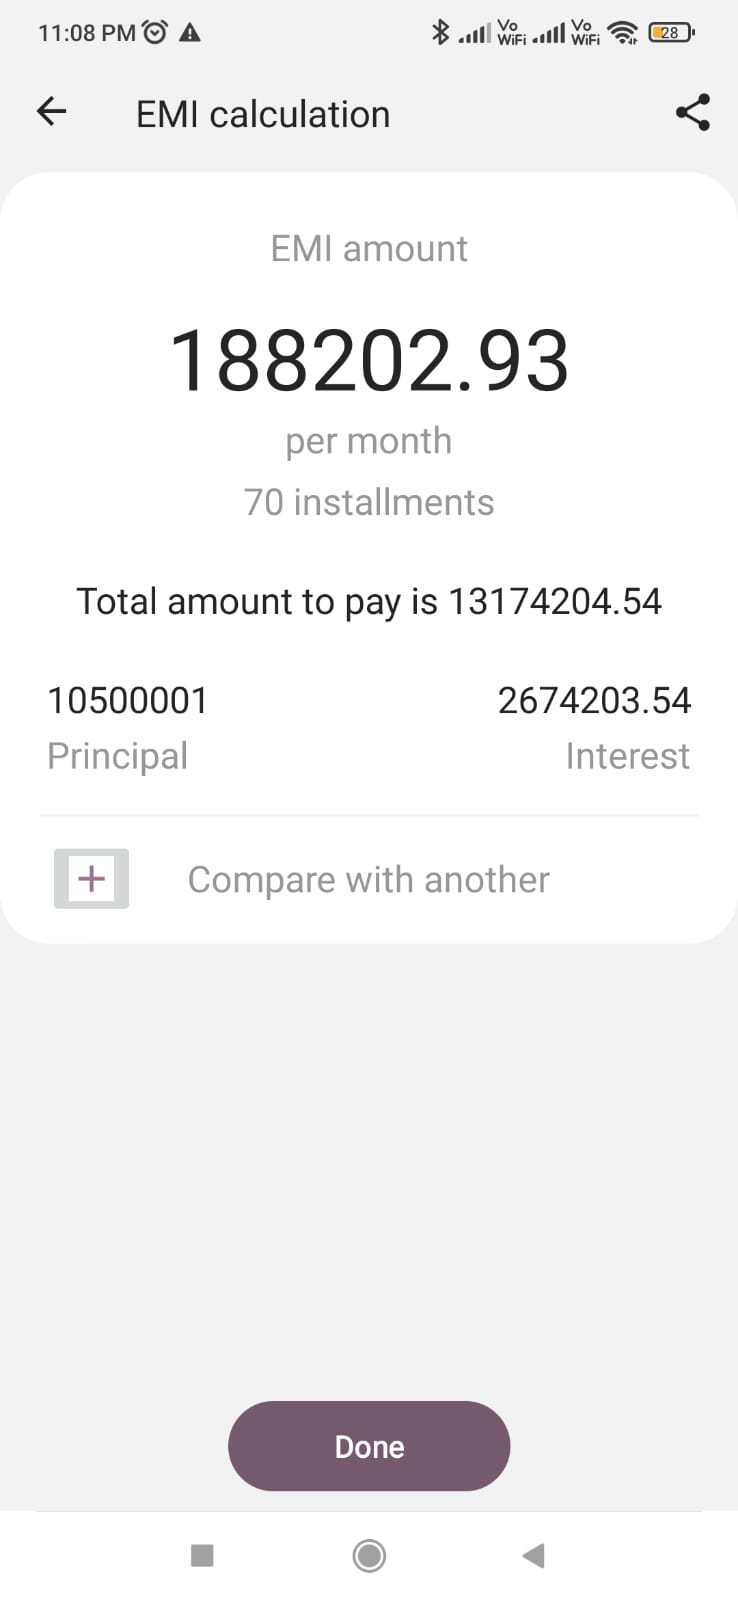 11:08 PM Vo WiFi Vo WiFi 28
EMI calculation
EMI amount
188202.93
per month
70 installments
Total amount to pay is 13174204.54
10500001 2674203.54
Principal Interest
+ Compare with another
Done